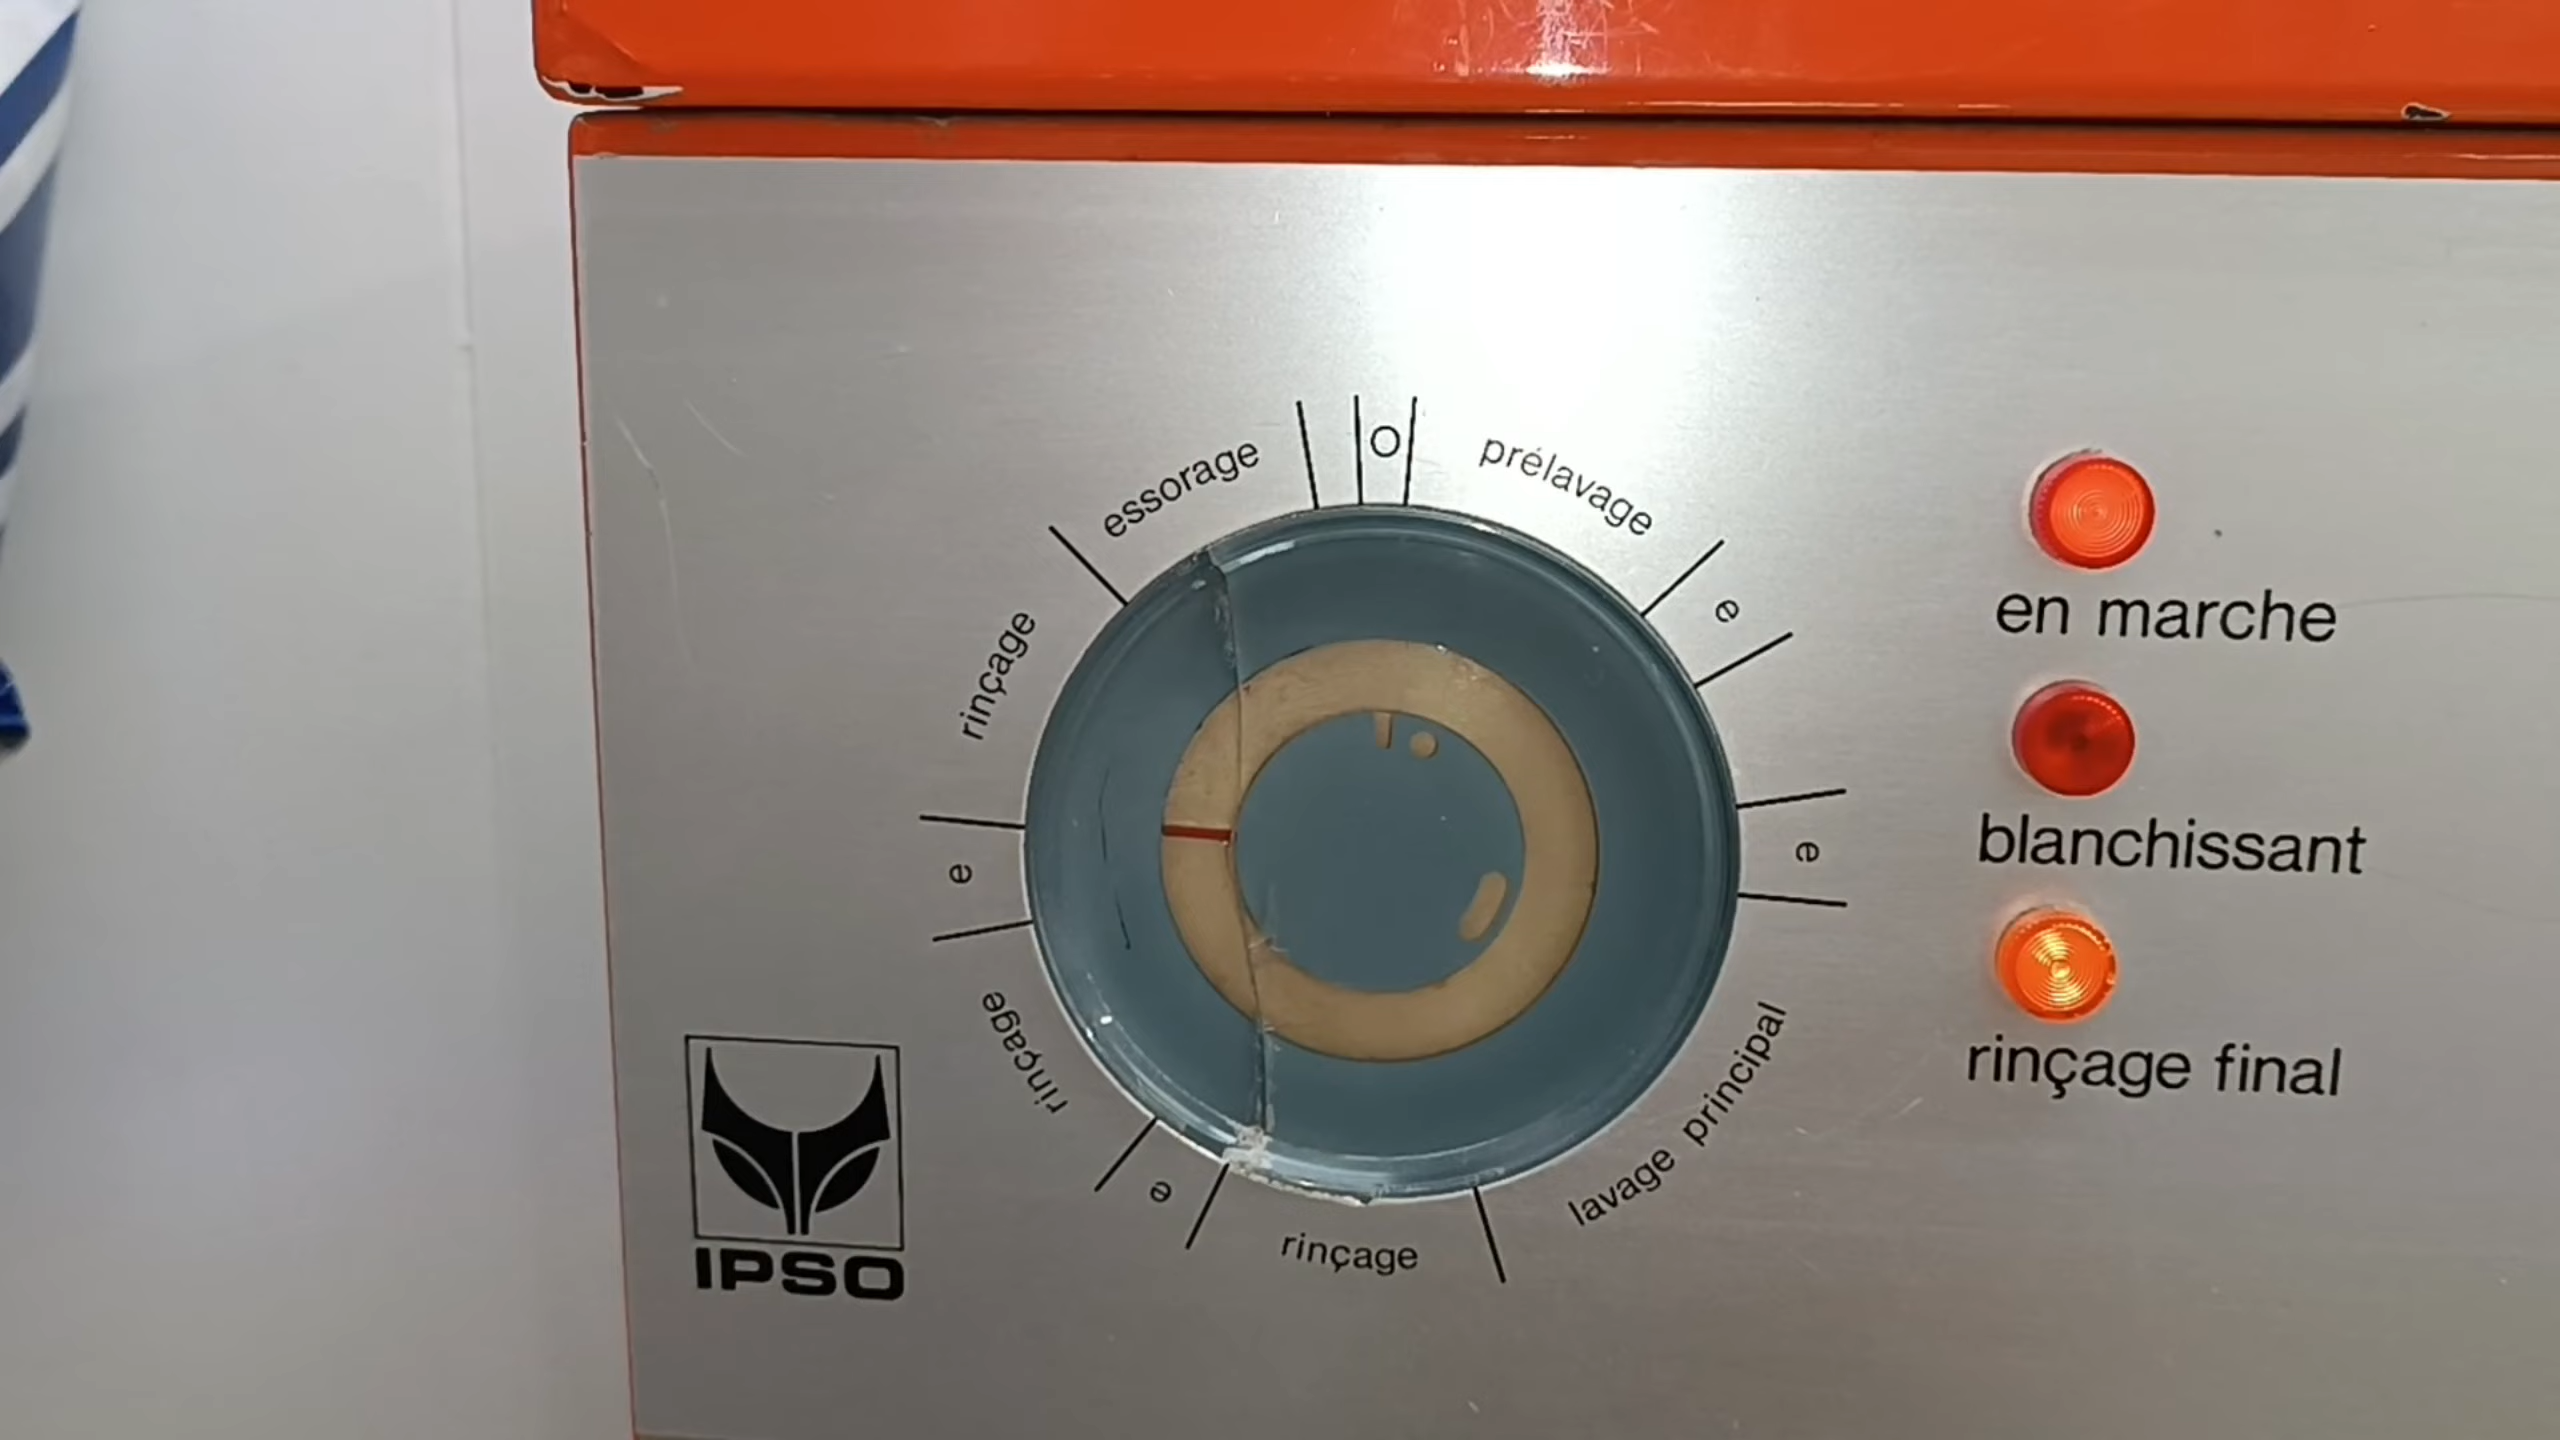 O
prélavage
e
e
lavage principal
rinçage
e
rinçage
e
rinçage
essorage
en marche
blanchissant
rinçage final
IPSO